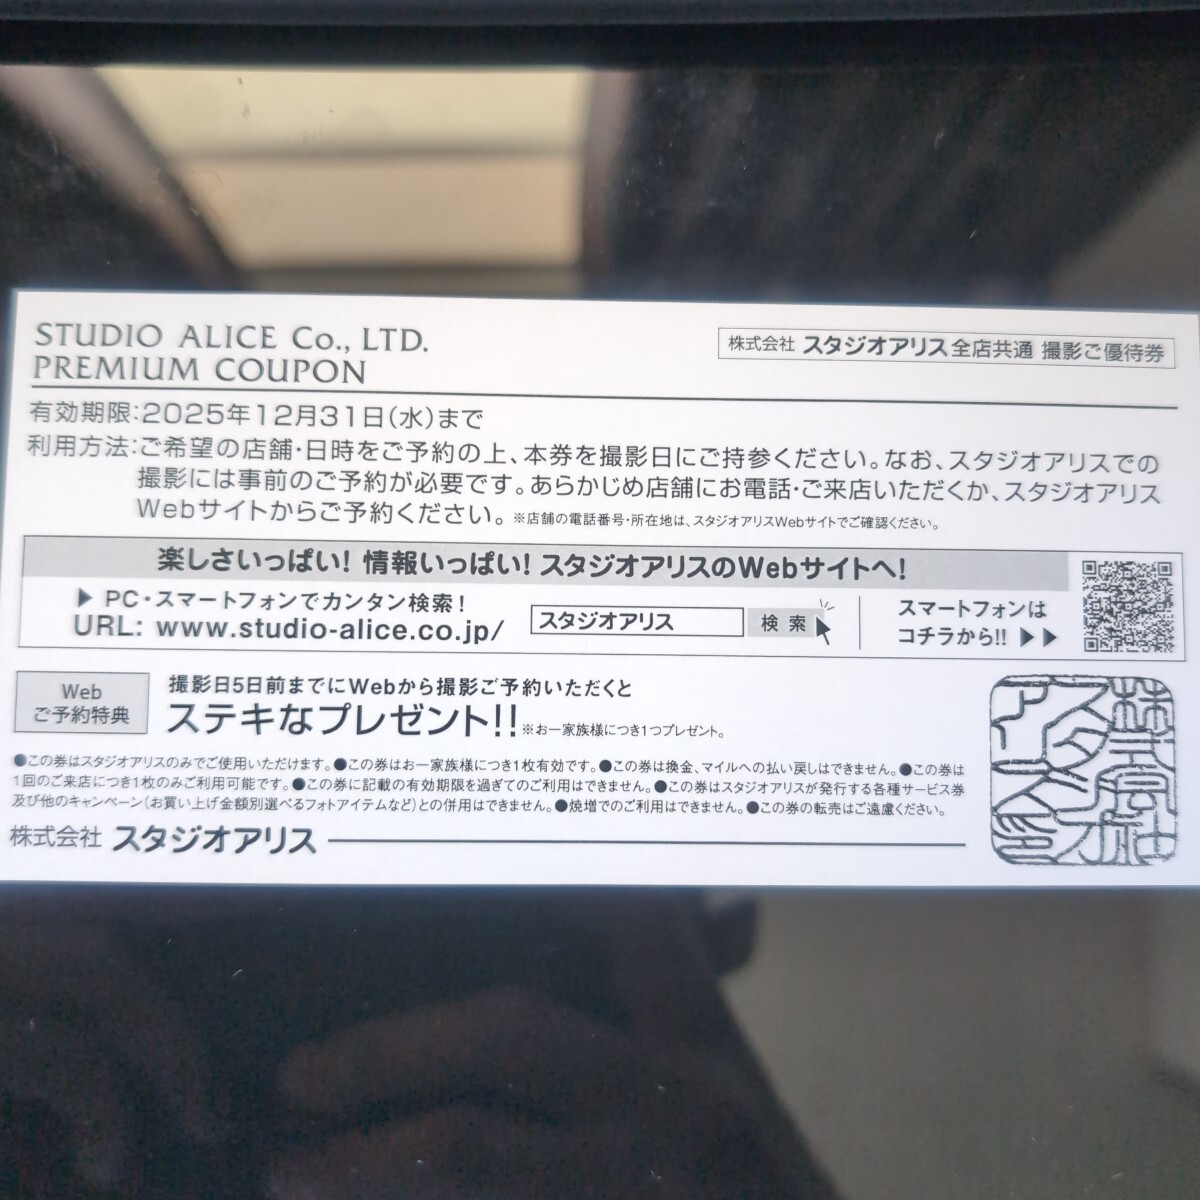 STUDIO ALICE Co., LTD.
PREMIUM COUPON
株式会社 スタジオアリス全店共通 撮影ご優待券
有効期限:2025年12月31日(水)まで
利用方法:ご希望の店舗・日時をご予約の上、本券を撮影日にご持参ください。なお、スタジオアリスでの
撮影には事前のご予約が必要です。あらかじめ店舗にお電話・ご来店いただくか、スタジオアリス
Webサイトからご予約ください。※店舗の電話番号・所在地は、スタジオアリスWebサイトでご確認ください。
楽しさいっぱい! 情報いっぱい! スタジオアリスのWebサイトへ!
▶ PC・スマートフォンでカンタン検索!
URL: www.studio-alice.co.jp/
スタジオアリス
検索
スマートフォンは
コチラから!! ▶▶
Web
ご予約特典
撮影日5日前までにWebから撮影ご予約いただくと
ステキなプレゼント!!※お一家族様につき1つプレゼント。
●この券はスタジオアリスのみでご使用いただけます。●この券はお一家族様につき1枚有効です。●この券は換金、マイルへの払い戻しはできません。●この券は
1回のご来店につき1枚のみご利用可能です。●この券に記載の有効期限を過ぎてのご利用はできません。●この券はスタジオアリスが発行する各種サービス券
及び他のキャンペーン(お買い上げ金額別選べるフォトアイテムなど)との併用はできません。●焼増でのご利用はできません。●この券の転売はご遠慮ください。
株式会社 スタジオアリス
株式会社
スタジオ
アリス印